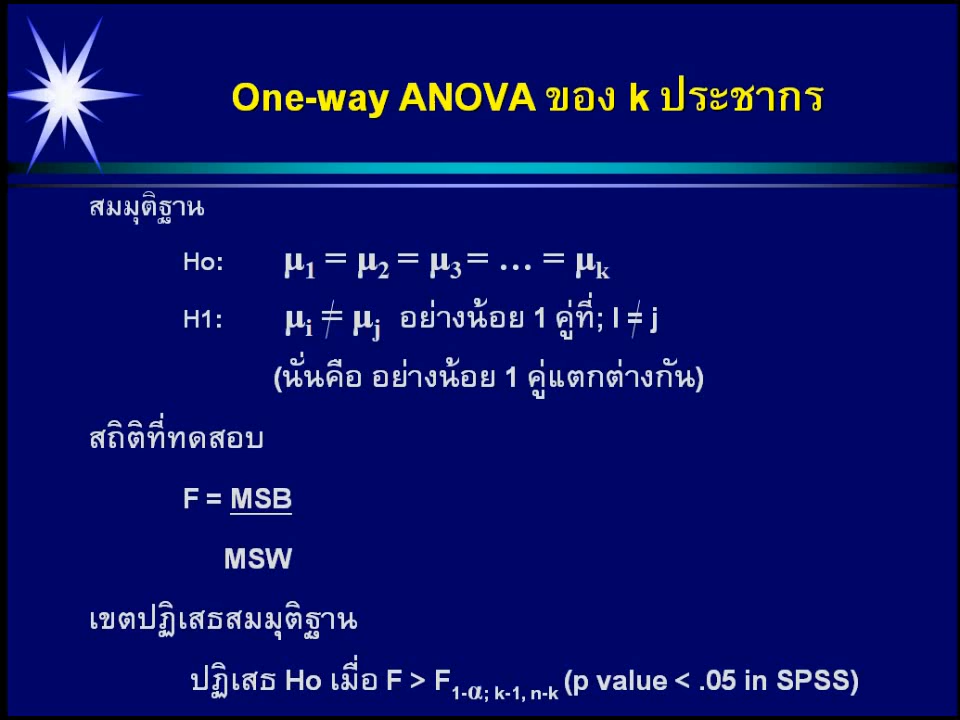 One-way ANOVA ของ k ประชากร
สมมุติฐาน
Ho: μ1 = μ2 = μ3 = … = μk
H1: μi ≠ μj อย่างน้อย 1 คู่ที่; I ≠ j
(นั่นคือ อย่างน้อย 1 คู่แตกต่างกัน)
สถิติที่ทดสอบ
F = MSB
MSW
เขตปฏิเสธสมมุติฐาน
ปฏิเสธ Ho เมื่อ F > F1-α; k-1, n-k (p value < .05 in SPSS)